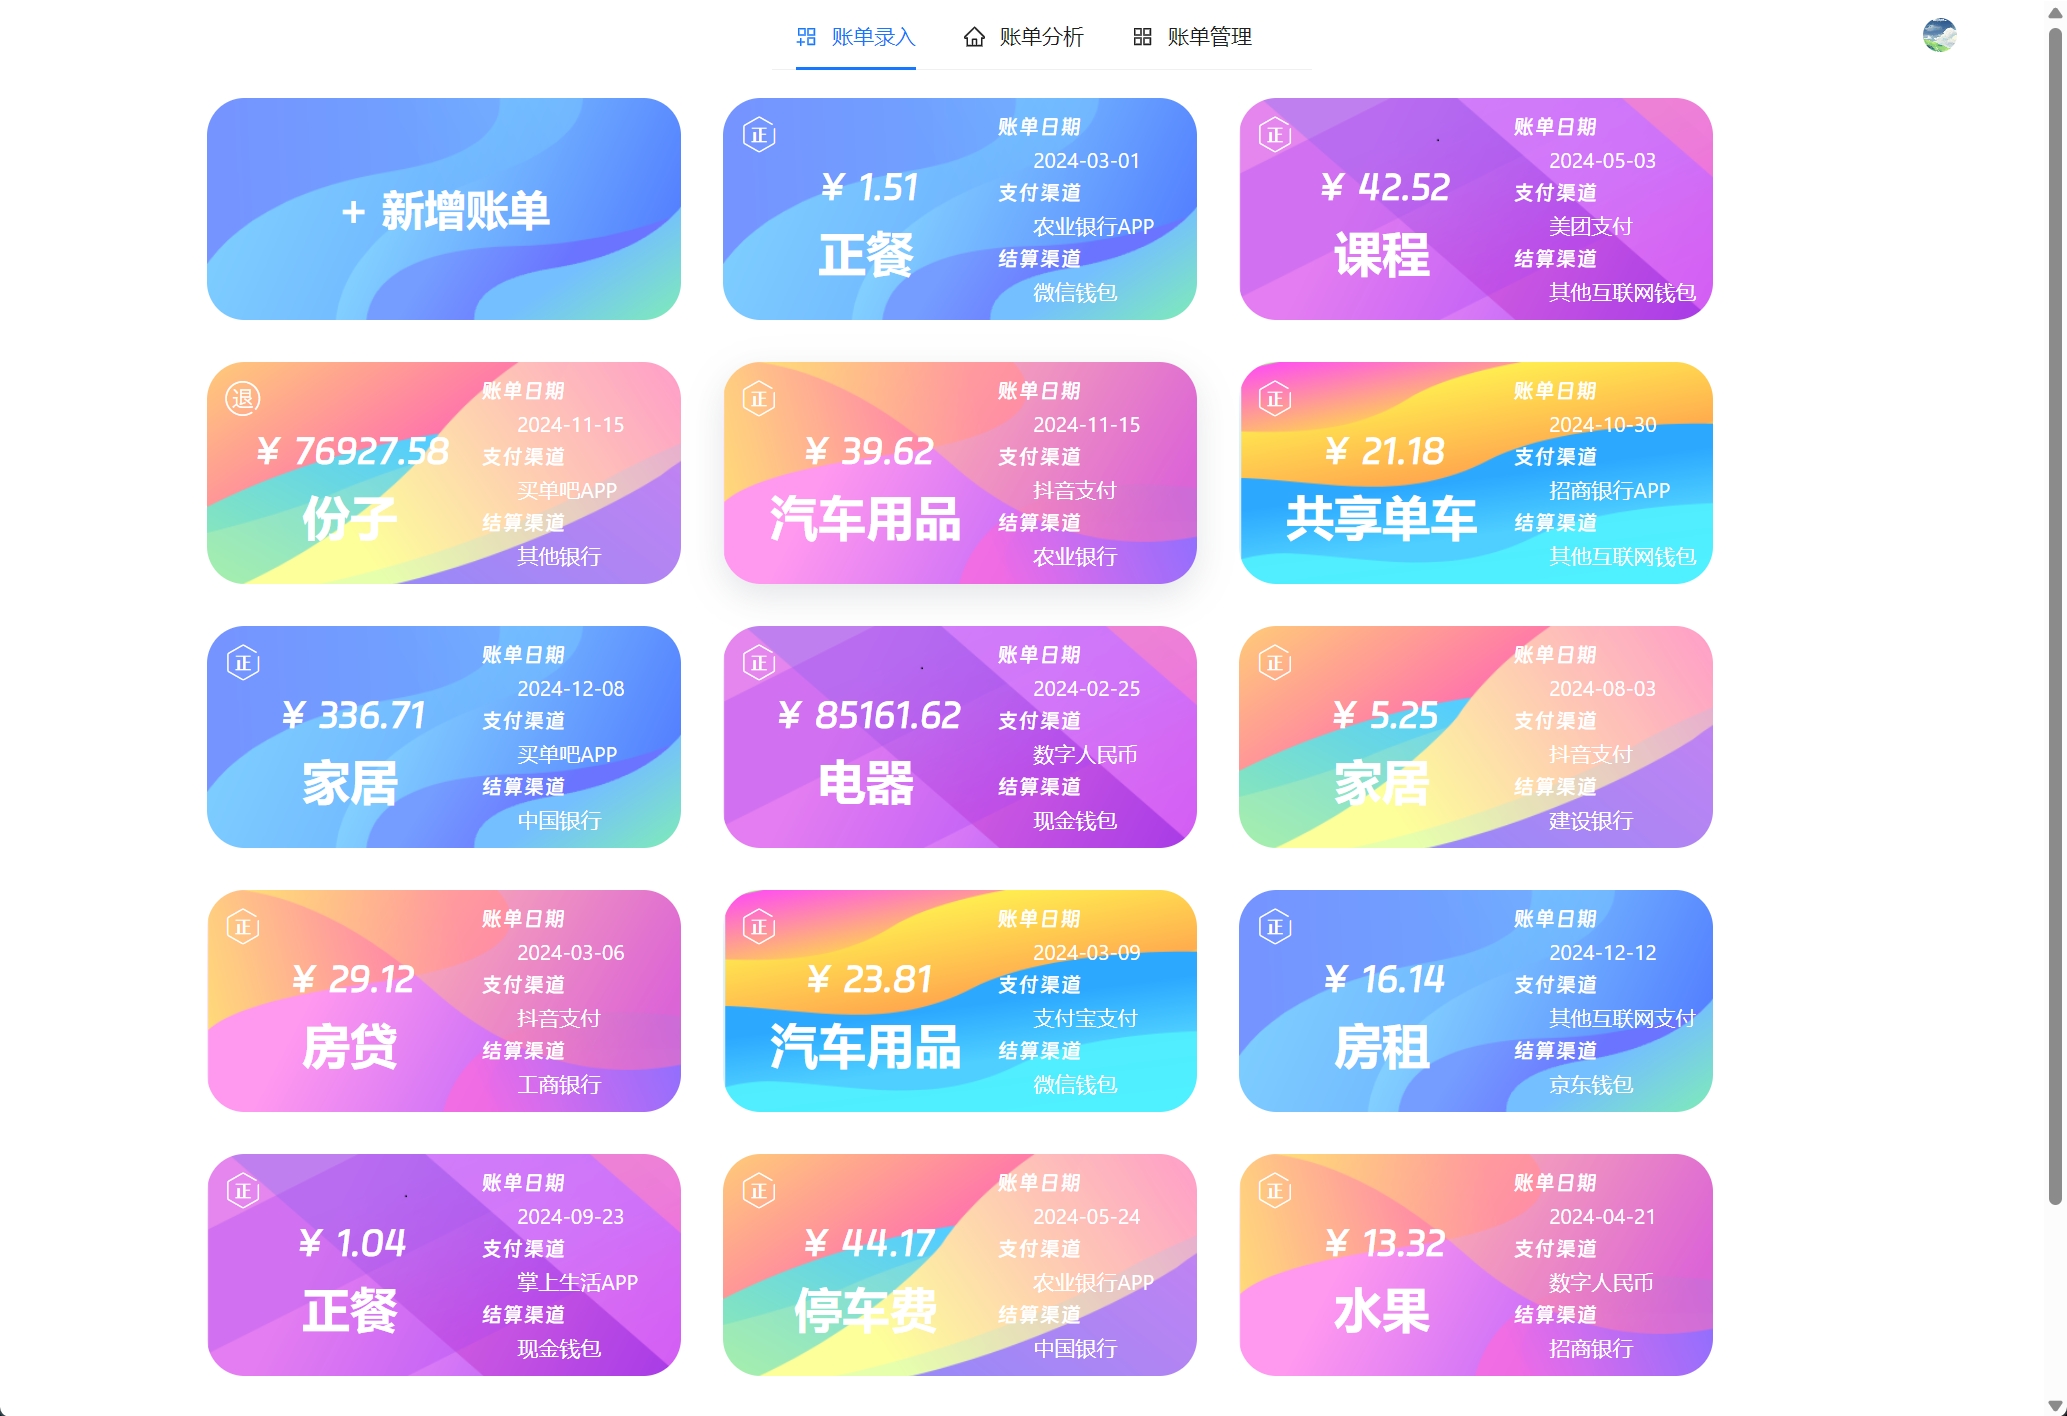 账单录入 账单分析 账单管理
+ 新增账单
正
¥ 1.51
正餐
账单日期
2024-03-01
支付渠道
农业银行APP
结算渠道
微信钱包
正
¥ 42.52
课程
账单日期
2024-05-03
支付渠道
美团支付
结算渠道
其他互联网钱包
退
¥ 76927.58
份子
账单日期
2024-11-15
支付渠道
买单吧APP
结算渠道
其他银行
正
¥ 39.62
汽车用品
账单日期
2024-11-15
支付渠道
抖音支付
结算渠道
农业银行
正
¥ 21.18
共享单车
账单日期
2024-10-30
支付渠道
招商银行APP
结算渠道
其他互联网钱包
正
¥ 336.71
家居
账单日期
2024-12-08
支付渠道
买单吧APP
结算渠道
中国银行
正
¥ 85161.62
电器
账单日期
2024-02-25
支付渠道
数字人民币
结算渠道
现金钱包
正
¥ 5.25
家居
账单日期
2024-08-03
支付渠道
抖音支付
结算渠道
建设银行
正
¥ 29.12
房贷
账单日期
2024-03-06
支付渠道
抖音支付
结算渠道
工商银行
正
¥ 23.81
汽车用品
账单日期
2024-03-09
支付渠道
支付宝支付
结算渠道
微信钱包
正
¥ 16.14
房租
账单日期
2024-12-12
支付渠道
其他互联网支付
结算渠道
京东钱包
正
¥ 1.04
正餐
账单日期
2024-09-23
支付渠道
掌上生活APP
结算渠道
现金钱包
正
¥ 44.17
停车费
账单日期
2024-05-24
支付渠道
农业银行APP
结算渠道
中国银行
正
¥ 13.32
水果
账单日期
2024-04-21
支付渠道
数字人民币
结算渠道
招商银行